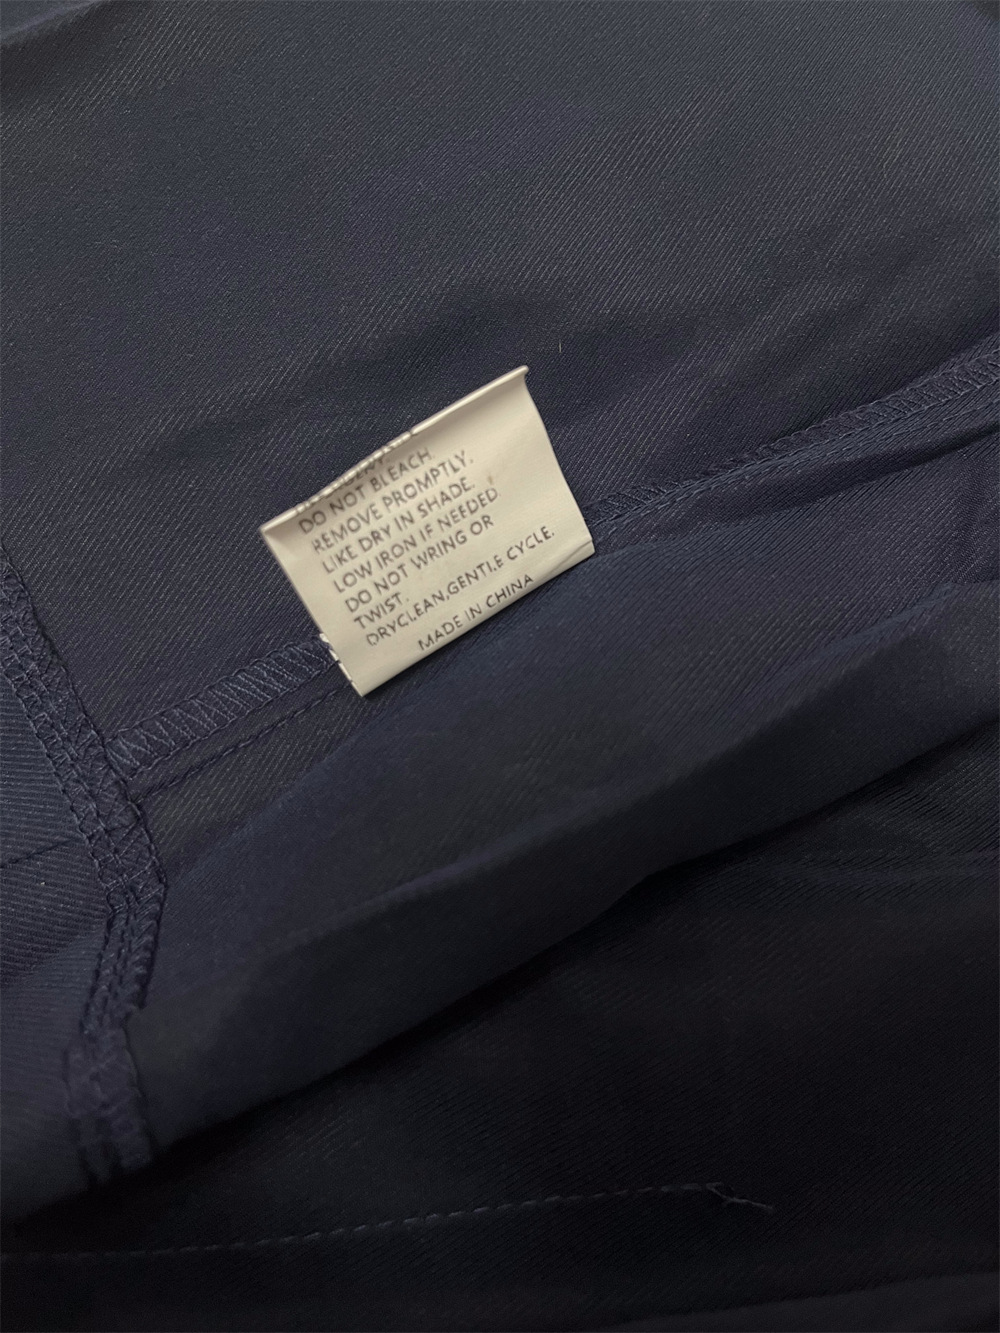 DO NOT BLEACH.
REMOVE PROMPTLY.
LIKE DRY IN SHADE.
LOW IRON IF NEEDED
DO NOT WRING OR
TWIST.
DRYCLEAN,GENTLE CYCLE.
MADE IN CHINA